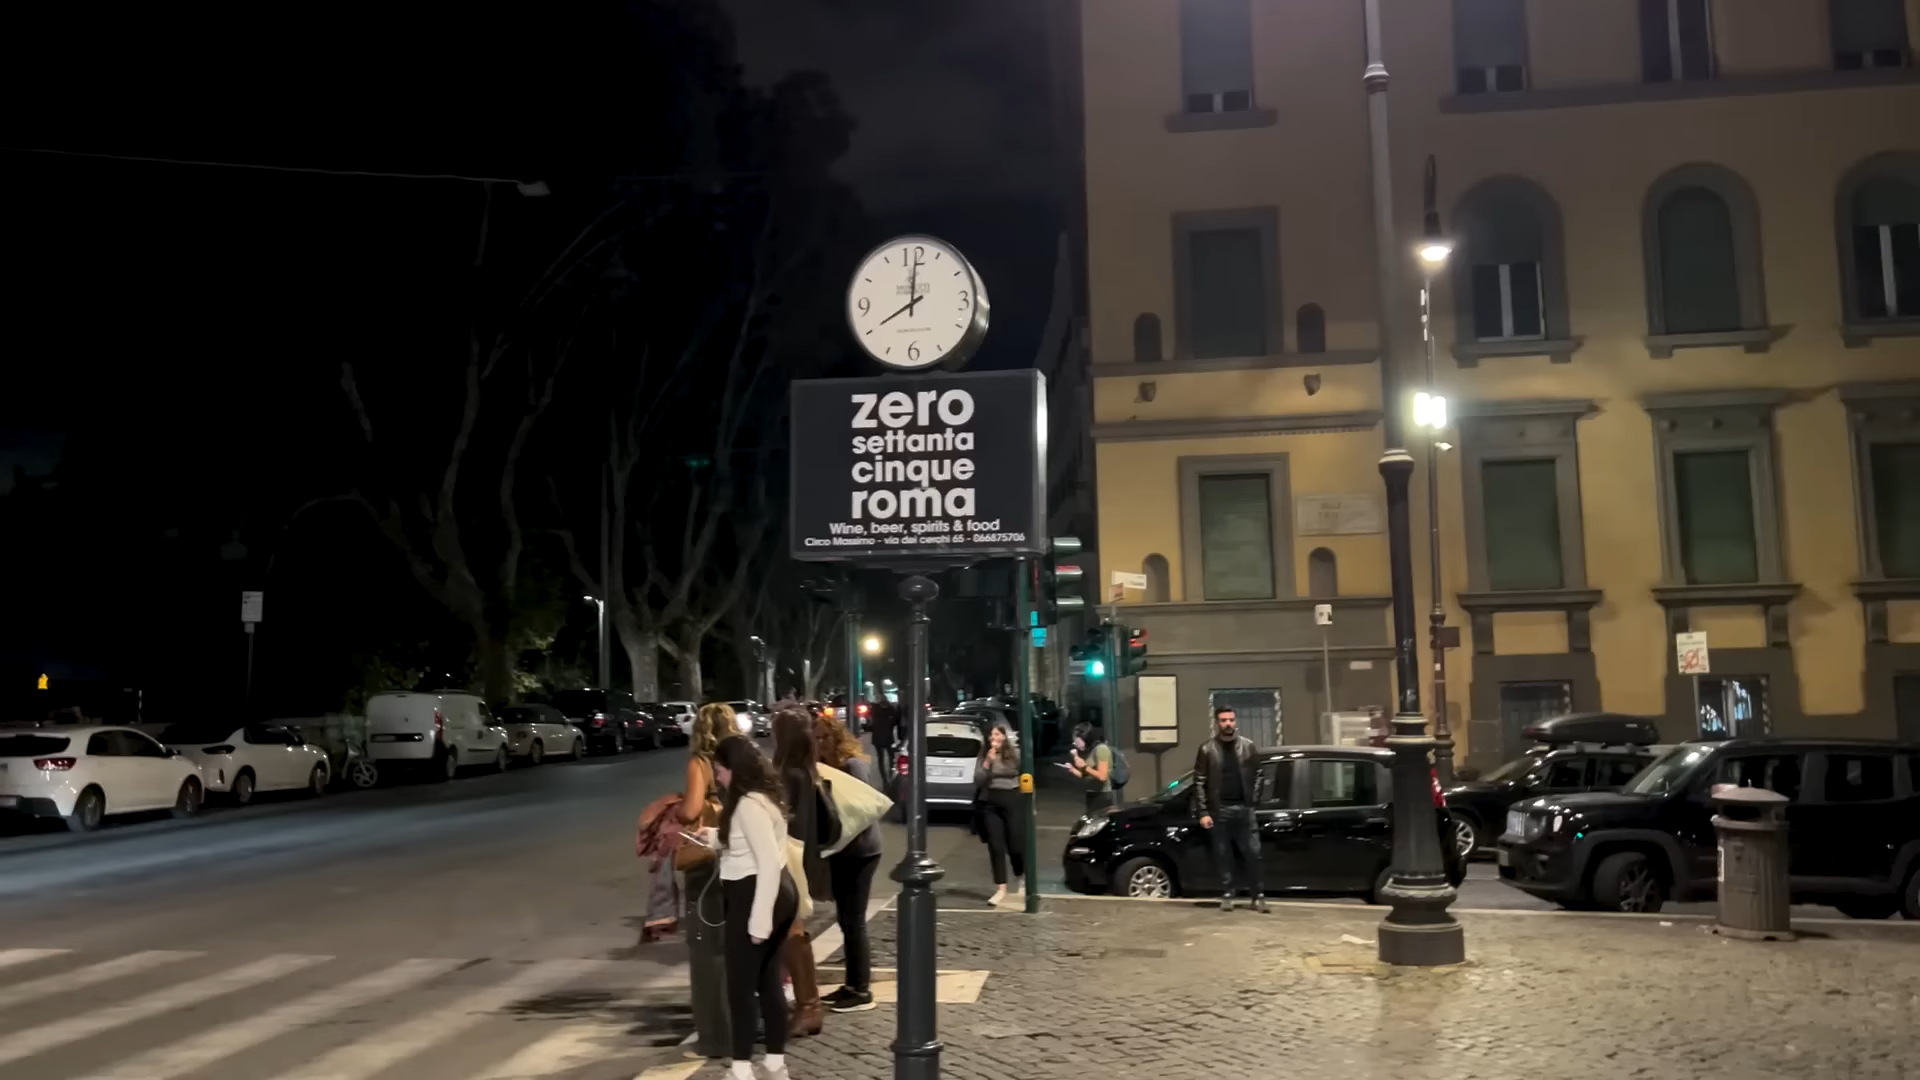 12
9
3
6
zero
settanta
cinque
roma
Wine, beer, spirits & food
Circo Massimo - via dei cerchi 65 - 066875706